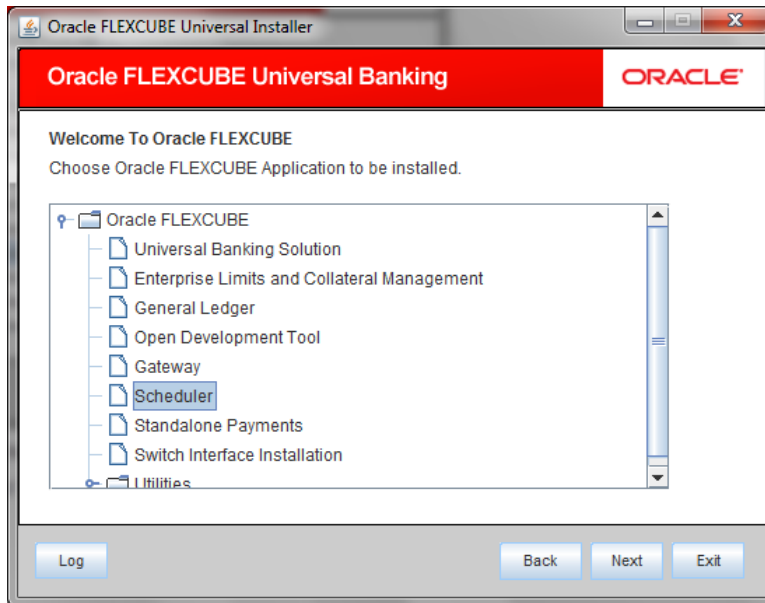 Oracle FLEXCUBE Universal Installer
Oracle FLEXCUBE Universal Banking
ORACLE
Welcome To Oracle FLEXCUBE
Choose Oracle FLEXCUBE Application to be installed.
Oracle FLEXCUBE
Universal Banking Solution
Enterprise Limits and Collateral Management
General Ledger
Open Development Tool
Gateway
Scheduler
Standalone Payments
Switch Interface Installation
Utilities
Log
Back
Next
Exit